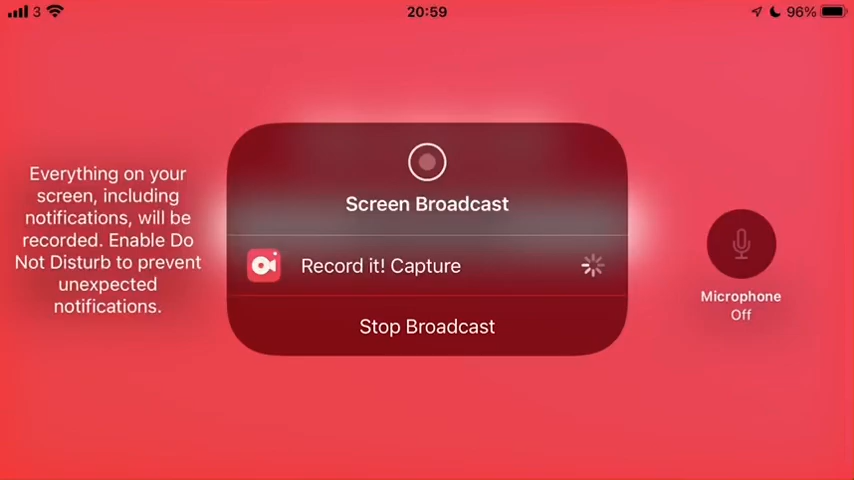 3
20:59
96%
Everything on your
screen, including
notifications, will be
recorded. Enable Do
Not Disturb to prevent
unexpected
notifications.
Screen Broadcast
Record it! Capture
Stop Broadcast
Microphone
Off